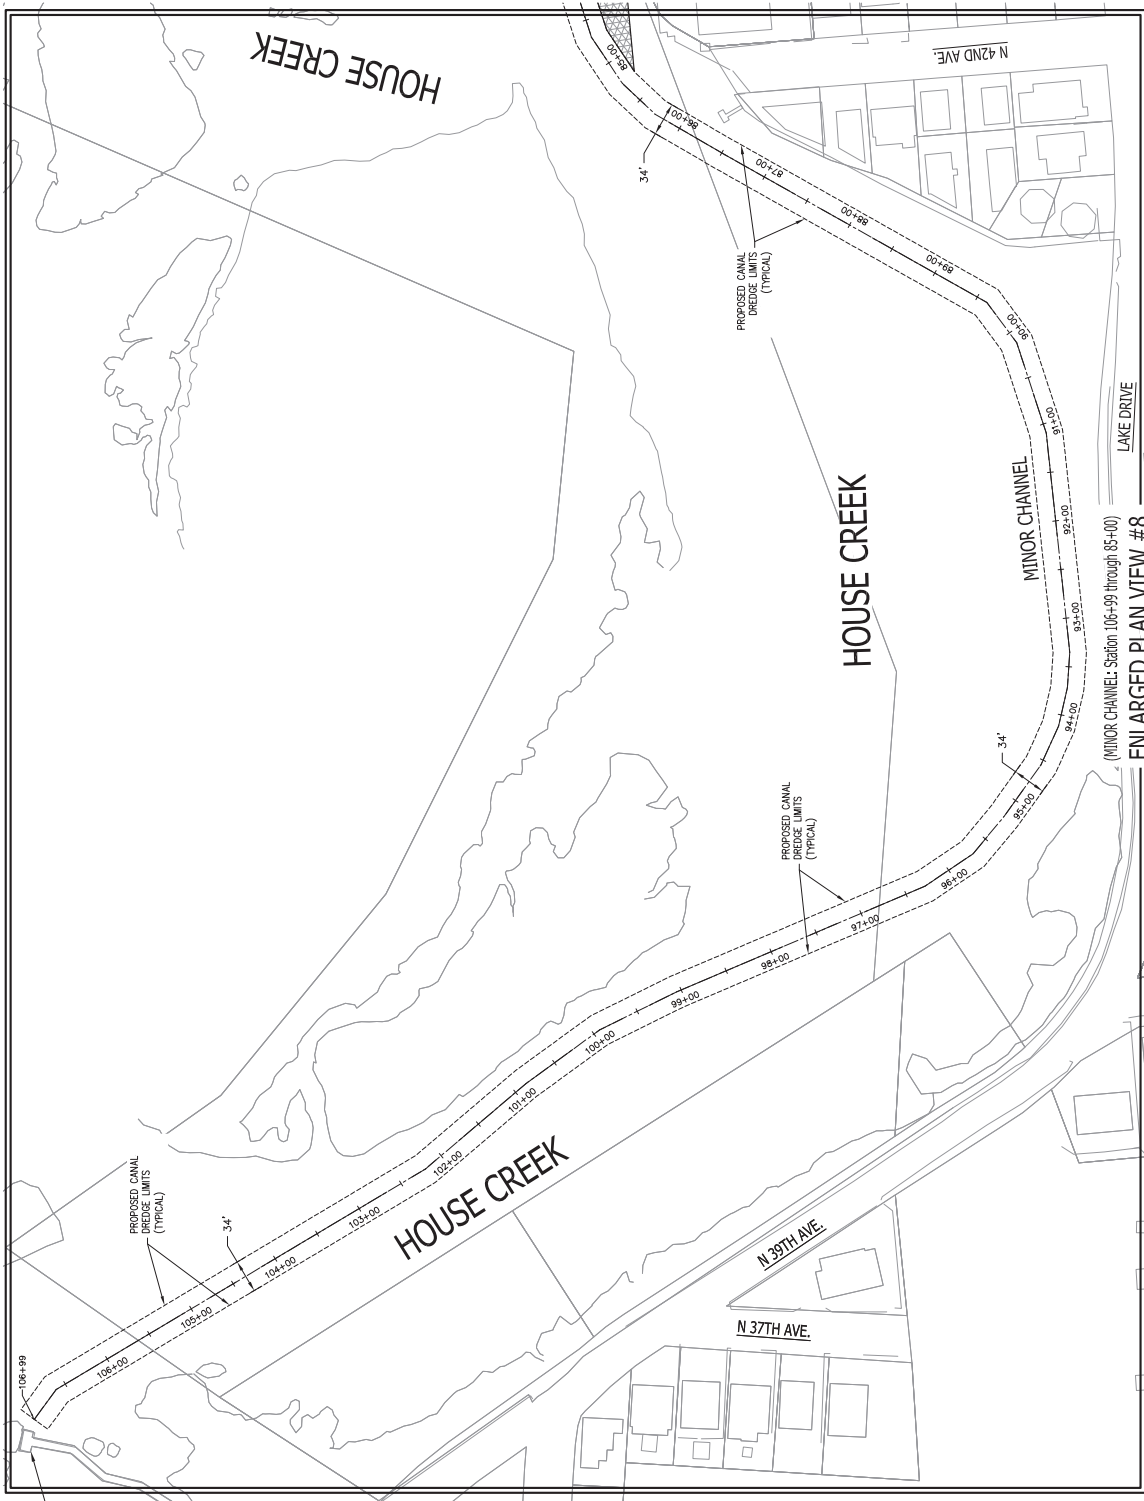 HOUSE CREEK
N 42ND AVE.
85+00
86+00
34'
87+00
88+00
PROPOSED CANAL
DREDGE LIMITS
(TYPICAL)
89+00
90+00
91+00
LAKE DRIVE
MINOR CHANNEL
HOUSE CREEK
92+00
93+00
94+00
34'
95+00
PROPOSED CANAL
DREDGE LIMITS
(TYPICAL)
96+00
97+00
98+00
99+00
100+00
101+00
102+00
HOUSE CREEK
103+00
PROPOSED CANAL
DREDGE LIMITS
(TYPICAL)
34'
104+00
105+00
106+00
106+99
N 39TH AVE.
N 37TH AVE.
(MINOR CHANNEL: Station 106+99 through 85+00)
ENLARGED PLAN VIEW #8